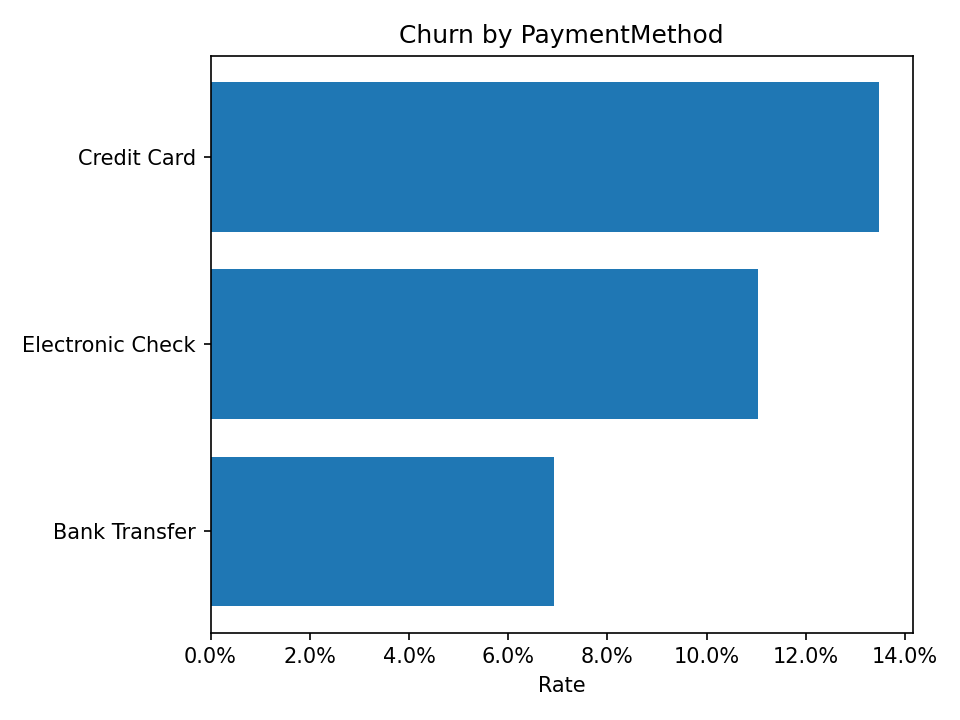 Churn by PaymentMethod
Credit Card
Electronic Check
Bank Transfer
0.0% 2.0% 4.0% 6.0% 8.0% 10.0% 12.0% 14.0%
Rate